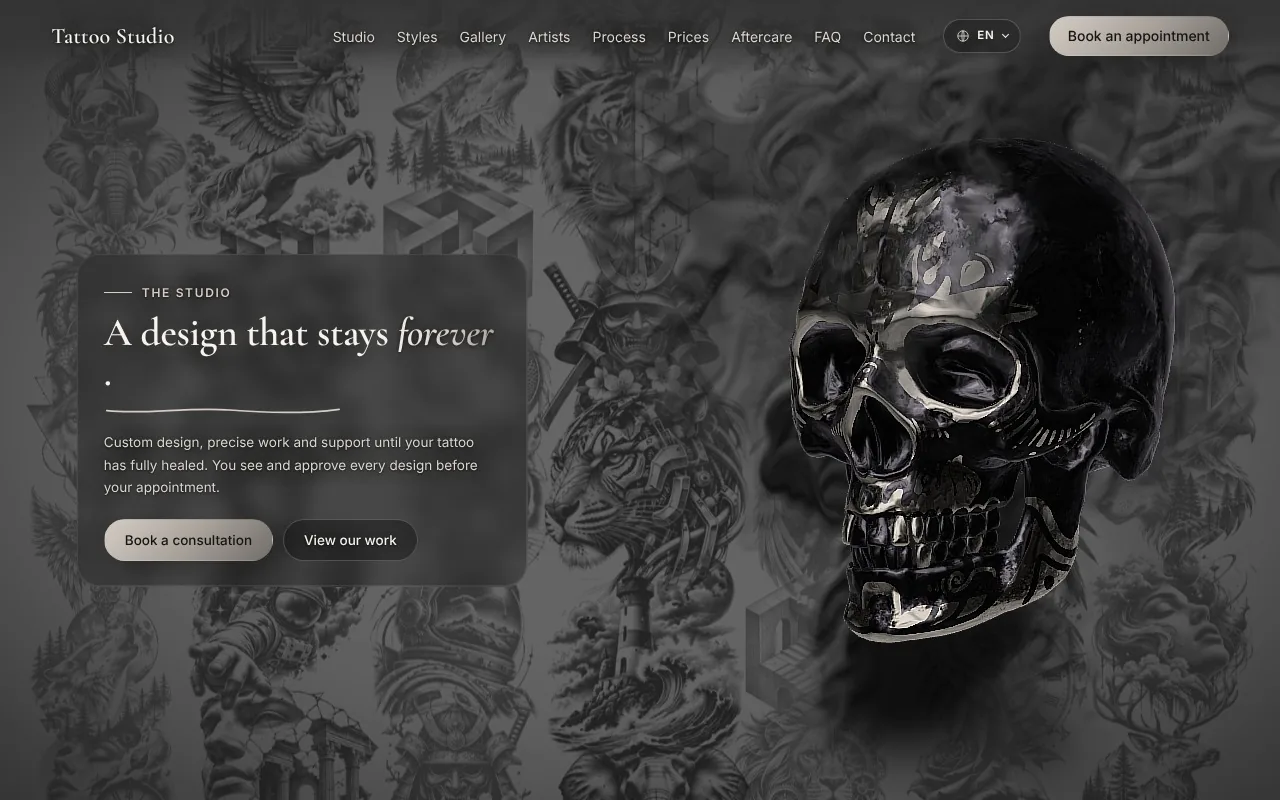 Tattoo Studio
Studio Styles Gallery Artists Process Prices Aftercare FAQ Contact
EN
Book an appointment
THE STUDIO
A design that stays forever
.
Custom design, precise work and support until your tattoo
has fully healed. You see and approve every design before
your appointment.
Book a consultation
View our work